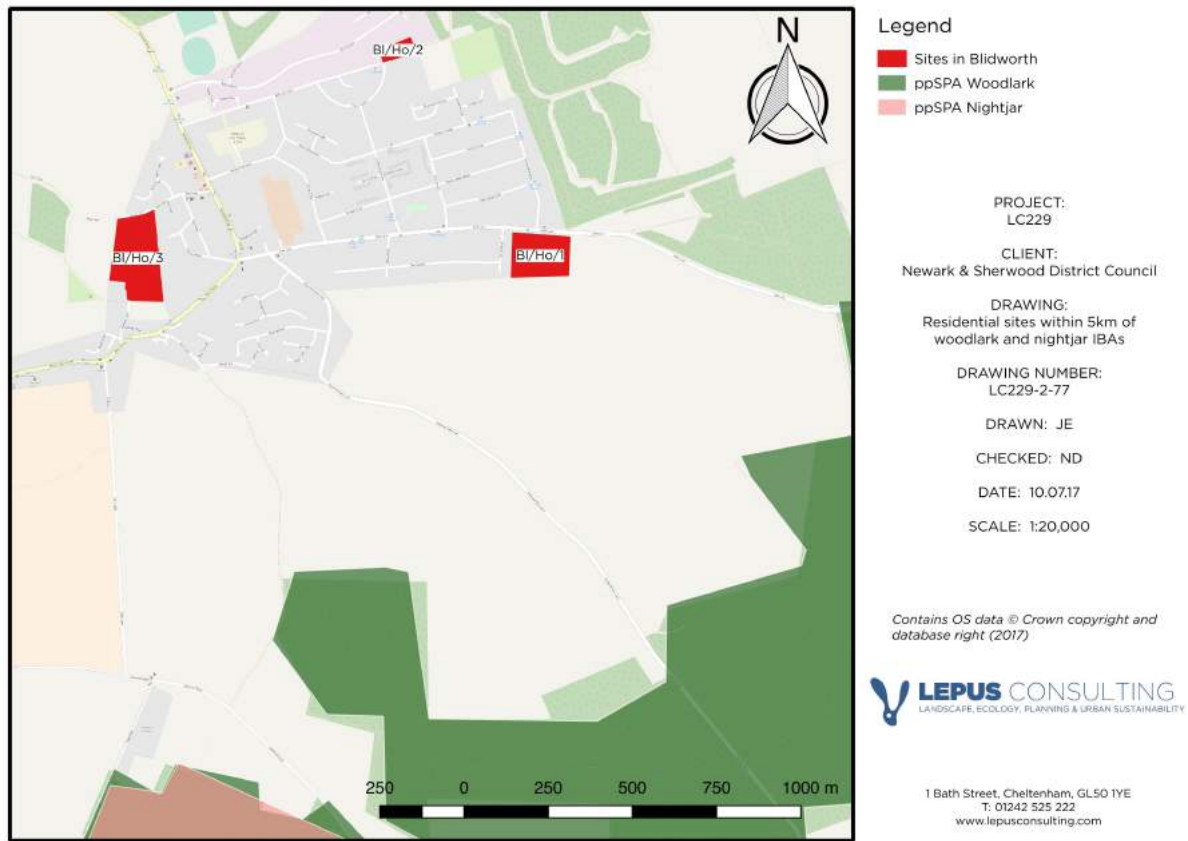 Bl/Ho/2
Bl/Ho/3
Bl/Ho/1
N
250 0 250 500 750 1000 m
Legend
Sites in Blidworth
ppSPA Woodlark
ppSPA Nightjar
PROJECT:
LC229
CLIENT:
Newark & Sherwood District Council
DRAWING:
Residential sites within 5km of
woodlark and nightjar IBAs
DRAWING NUMBER:
LC229-2-77
DRAWN: JE
CHECKED: ND
DATE: 10.07.17
SCALE: 1:20,000
Contains OS data © Crown copyright and
database right (2017)
LEPUS CONSULTING
LANDSCAPE, ECOLOGY, PLANNING & URBAN SUSTAINABILITY
1 Bath Street, Cheltenham, GL50 1YE
T: 01242 525 222
www.lepusconsulting.com